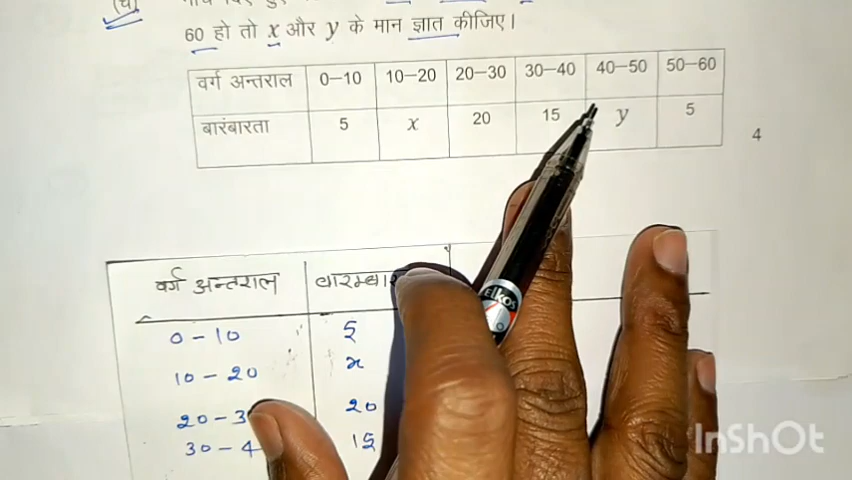 60 हो तो x और y के मान ज्ञात कीजिए।
वर्ग अन्तराल 0–10 10–20 20–30 30–40 40–50 50–60
बारंबारता 5 x 20 15 y 5
4
वर्ग अन्तराल
0 - 10 5
10 - 20 x
20 - 3 20
30 - 4 15
Elkos
InShot